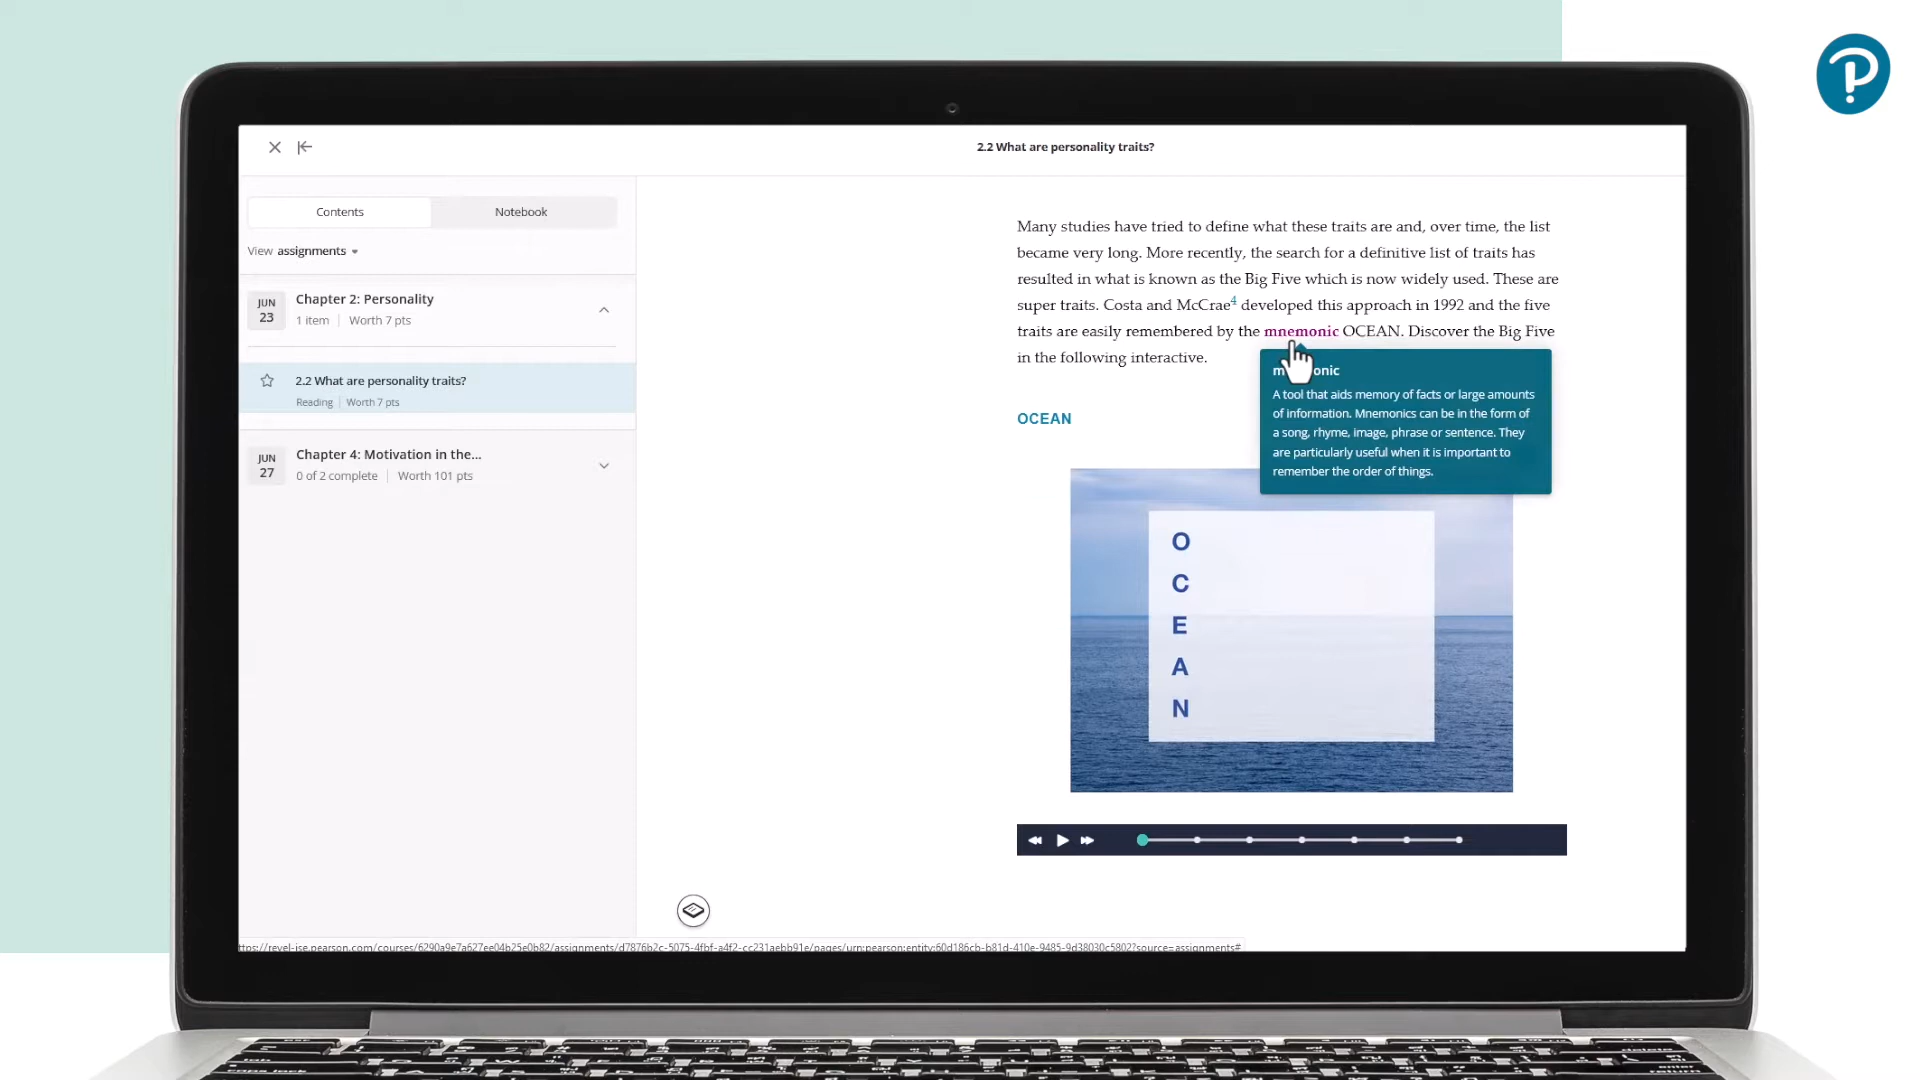 2.2 What are personality traits?
Contents
Notebook
View assignments
JUN
23
Chapter 2: Personality
1 item | Worth 7 pts
2.2 What are personality traits?
Reading | Worth 7 pts
JUN
27
Chapter 4: Motivation in the...
0 of 2 complete | Worth 101 pts
Many studies have tried to define what these traits are and, over time, the list
became very long. More recently, the search for a definitive list of traits has
resulted in what is known as the Big Five which is now widely used. These are
super traits. Costa and McCrae4 developed this approach in 1992 and the five
traits are easily remembered by the mnemonic OCEAN. Discover the Big Five
in the following interactive.
A tool that aids memory of facts or large amounts
of information. Mnemonics can be in the form of
a song, rhyme, image, phrase or sentence. They
are particularly useful when it is important to
remember the order of things.
OCEAN
O
C
E
A
N
ttps://revel-ise.pearson.com/courses/6290a9e7a627ee04b25e0b82/assignments/d7876b2c-5075-4fbf-a4f2-cc231aebb91e/pages/urn:pearson:entity:60d186cb-b81d-410e-9485-9d38030c5802?source=assignments#